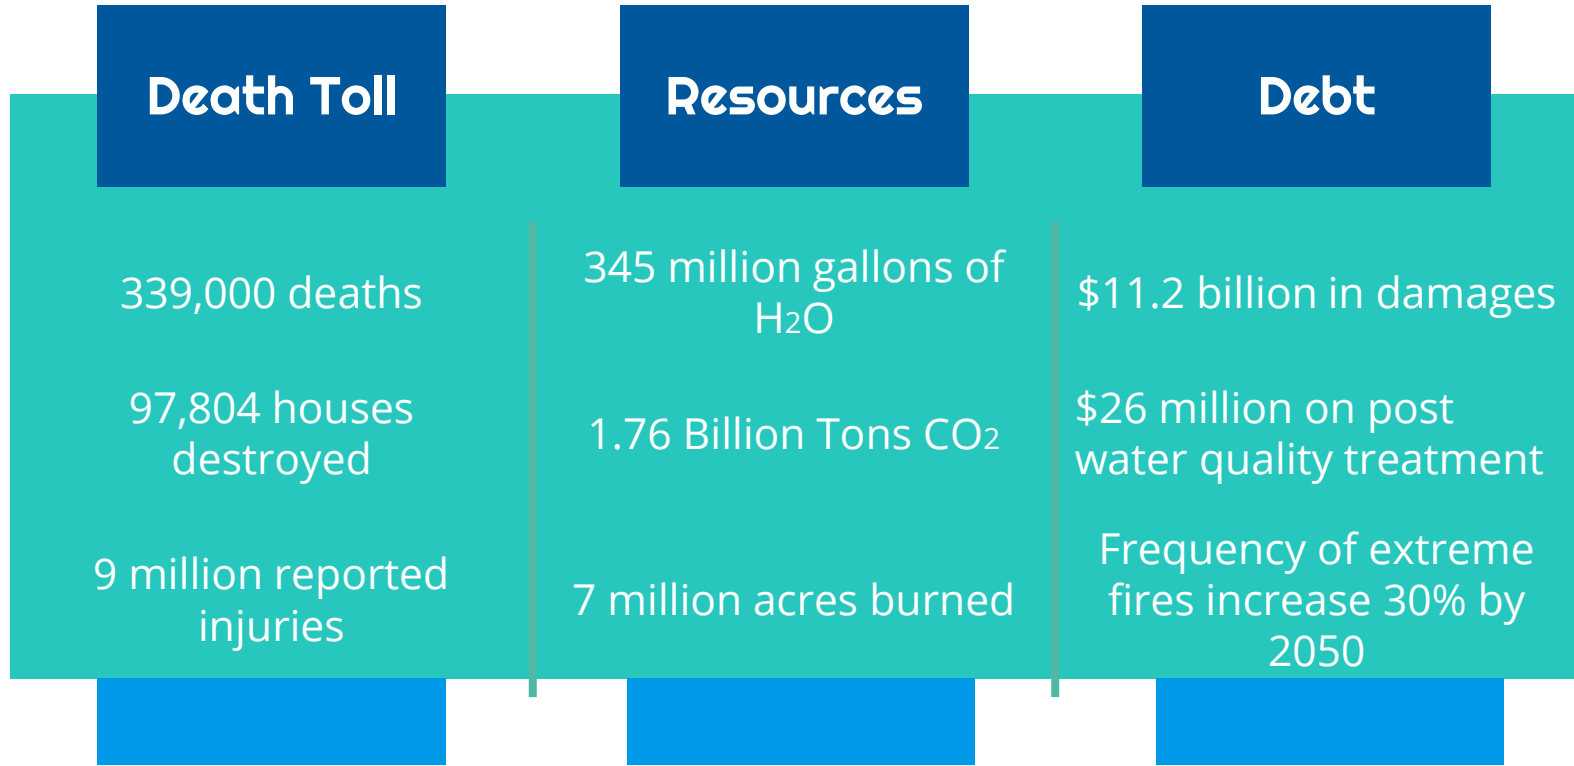 Death Toll
339,000 deaths
97,804 houses
destroyed
9 million reported
injuries
Resources
345 million gallons of
H2O
1.76 Billion Tons CO2
7 million acres burned
Debt
$11.2 billion in damages
$26 million on post
water quality treatment
Frequency of extreme
fires increase 30% by
2050